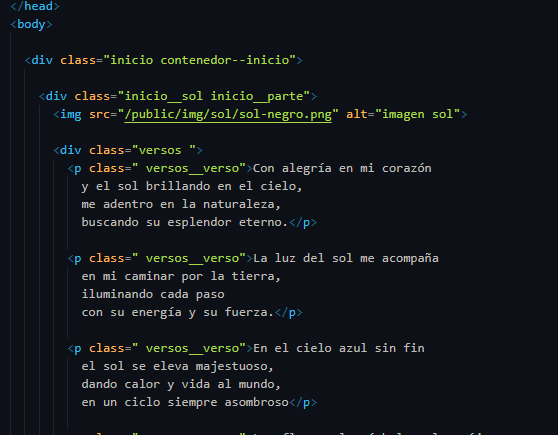 </head>
<body>
<div class="inicio contenedor--inicio">
<div class="inicio__sol inicio__parte">
<img src="/public/img/sol/sol-negro.png" alt="imagen sol">
<div class="versos ">
<p class=" versos__verso">Con alegría en mi corazón
y el sol brillando en el cielo,
me adentro en la naturaleza,
buscando su esplendor eterno.</p>
<p class=" versos__verso">La luz del sol me acompaña
en mi caminar por la tierra,
iluminando cada paso
con su energía y su fuerza.</p>
<p class=" versos__verso">En el cielo azul sin fin
el sol se eleva majestuoso,
dando calor y vida al mundo,
en un ciclo siempre asombroso</p>